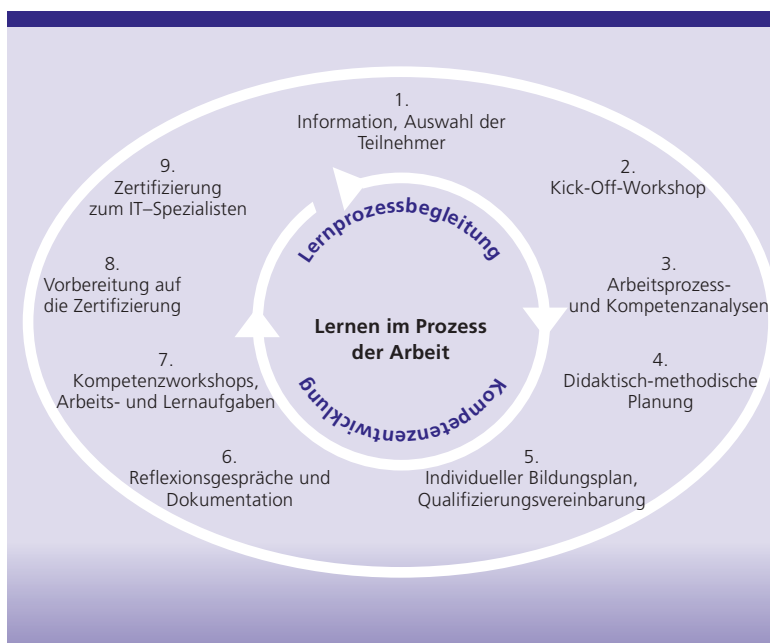 1.
Information, Auswahl der
Teilnehmer
2.
Kick-Off-Workshop
3.
Arbeitsprozess-
und Kompetenzanalysen
4.
Didaktisch-methodische
Planung
5.
Individueller Bildungsplan,
Qualifizierungsvereinbarung
6.
Reflexionsgespräche und
Dokumentation
7.
Kompetenzworkshops,
Arbeits- und Lernaufgaben
8.
Vorbereitung auf
die Zertifizierung
9.
Zertifizierung
zum IT–Spezialisten
Lernprozessbegleitung
Lernen im Prozess
der Arbeit
Kompetenzentwicklung